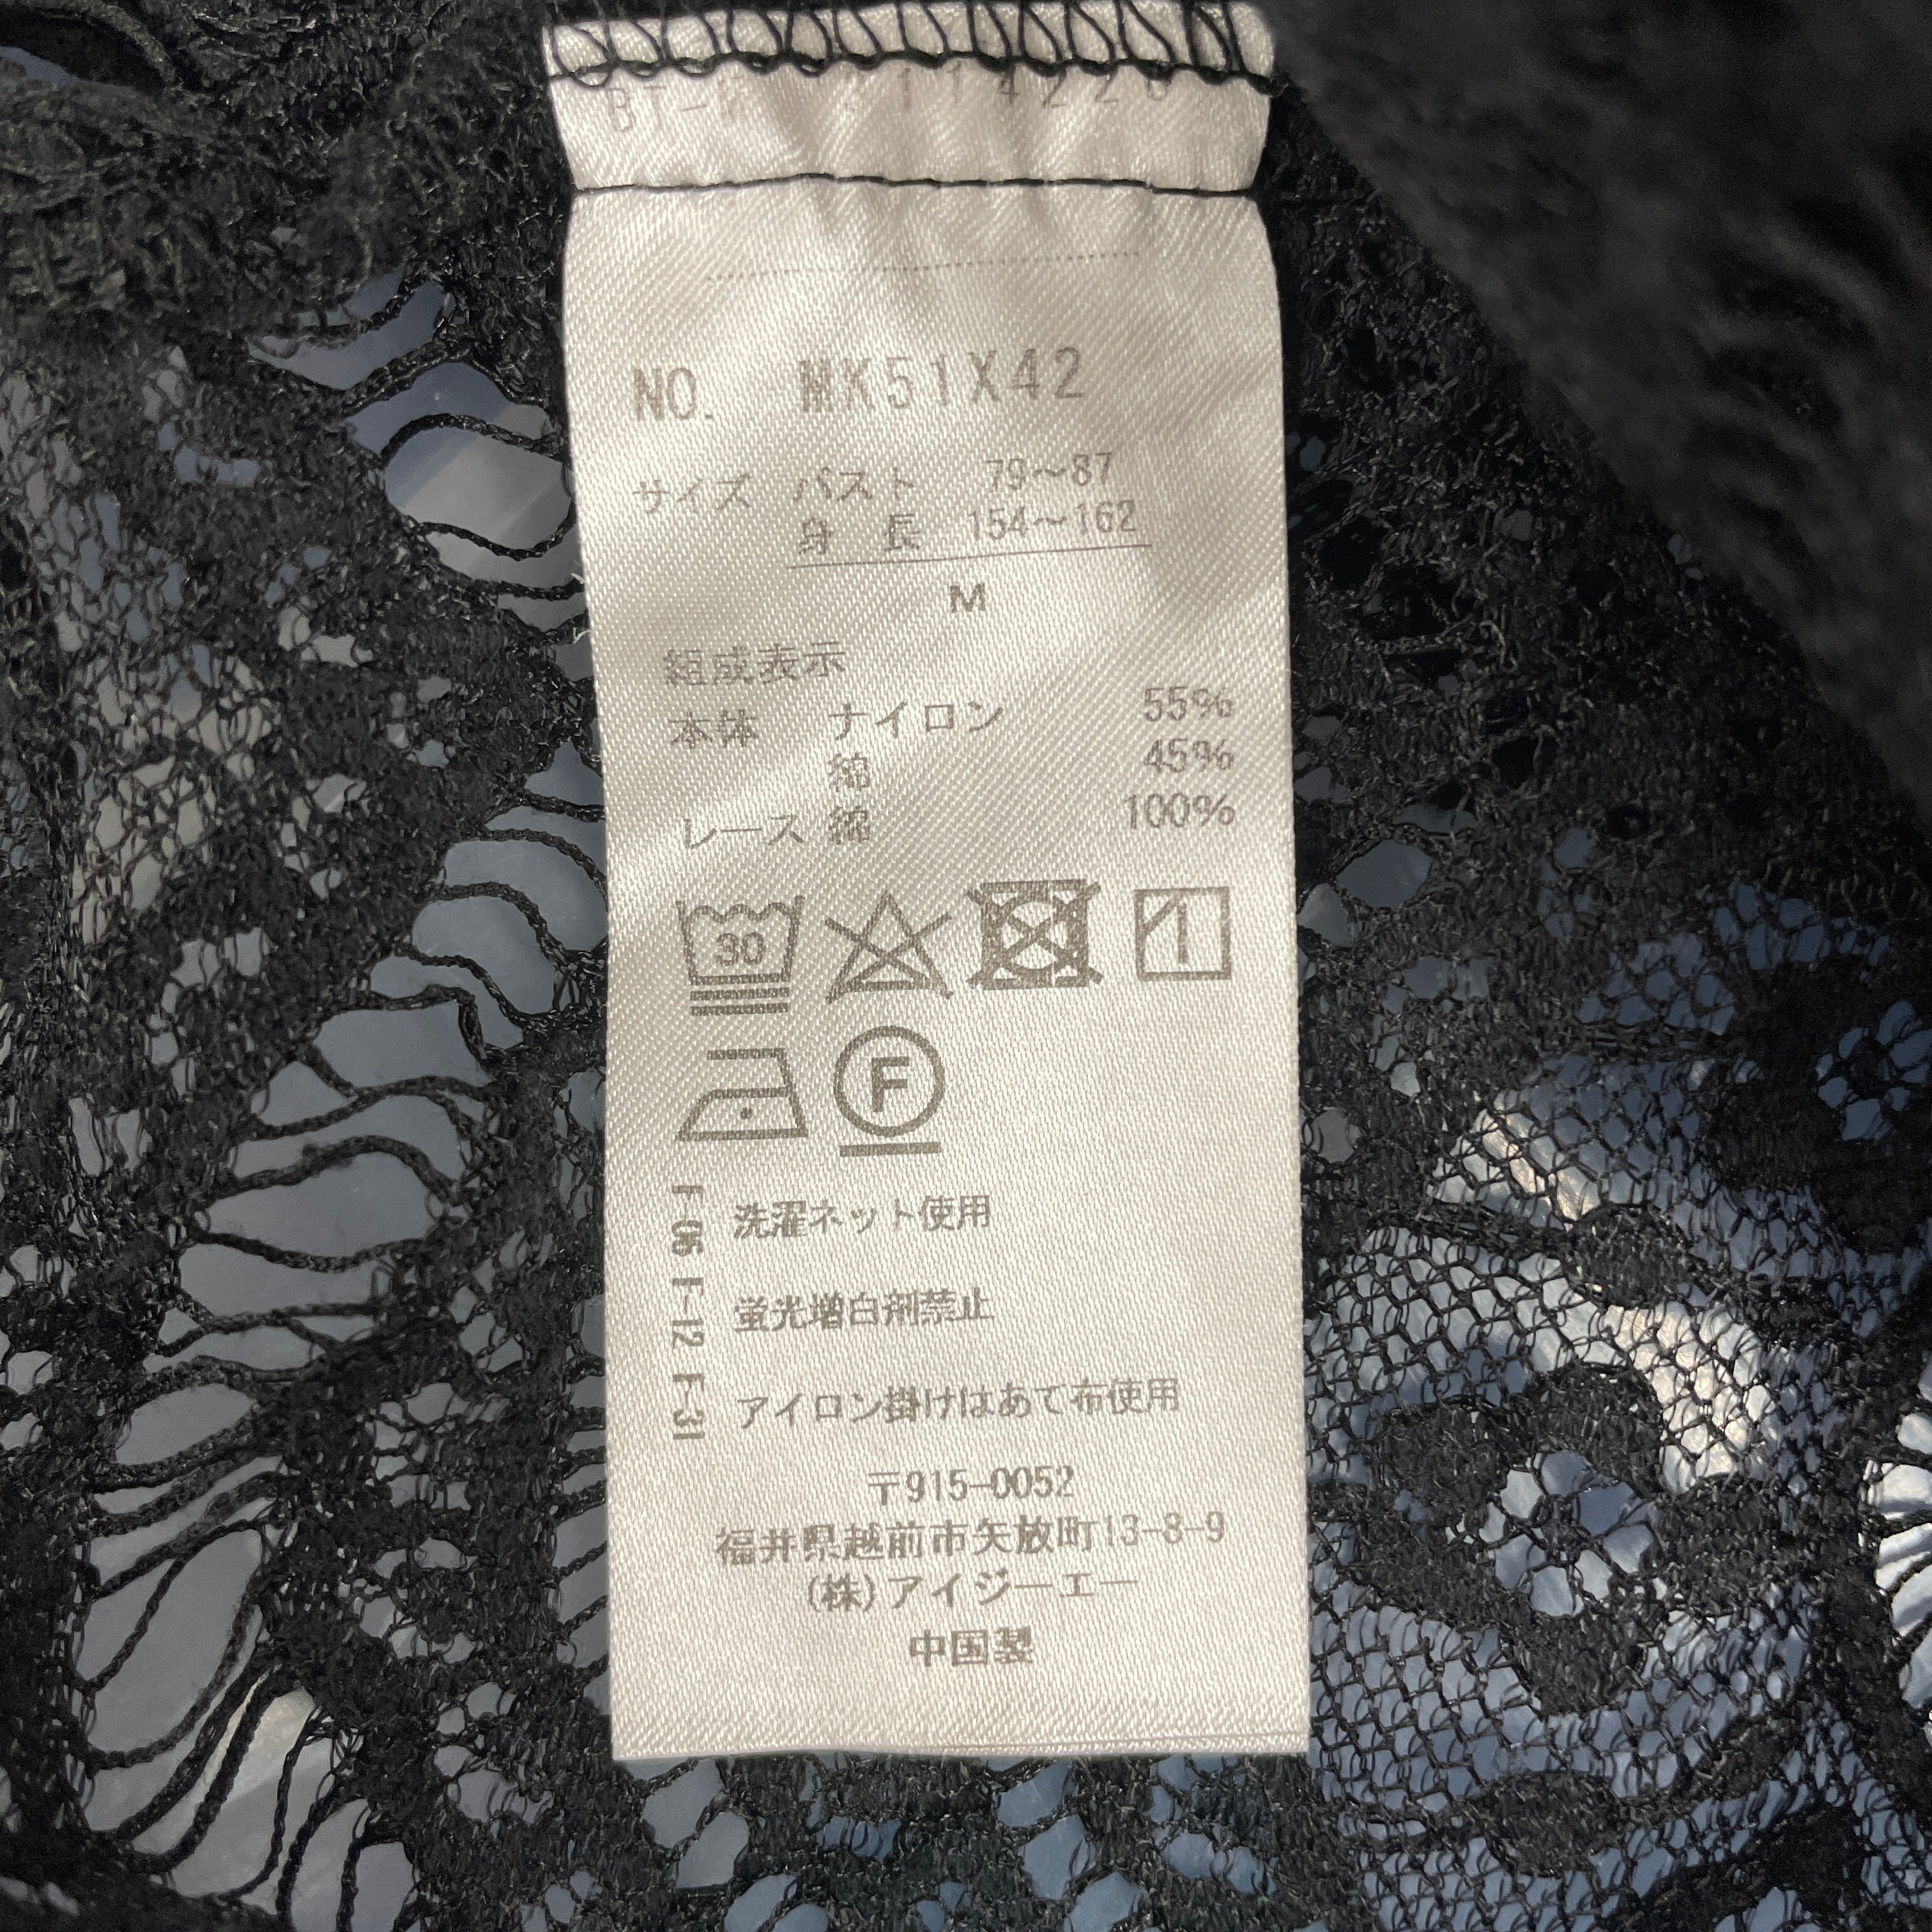 NO. MK51X42
サイズ バスト 79～87
身長 154～162
M
組成表示
本体 ナイロン 55%
綿 45%
レース 綿 100%
30
F
F-06 F-12 F-31
洗濯ネット使用
蛍光増白剤禁止
アイロン掛けはあて布使用
〒915-0052
福井県越前市矢放町13-8-9
(株)アイジーエー
中国製